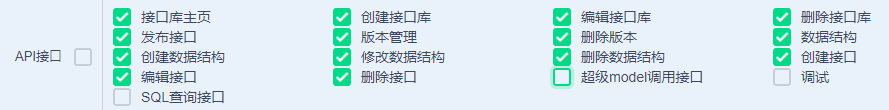 接口库主页 创建接口库 编辑接口库 删除接口库
发布接口 版本管理 删除版本 数据结构
API接口 创建数据结构 修改数据结构 删除数据结构 创建接口
编辑接口 删除接口 超级model调用接口 调试
SQL查询接口